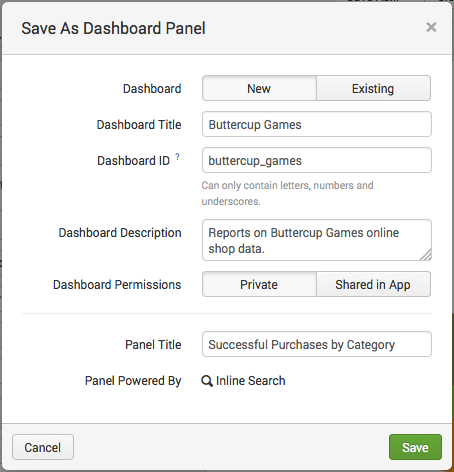 Save As Dashboard Panel
×
Dashboard New Existing
Dashboard Title Buttercup Games
Dashboard ID ? buttercup_games
Can only contain letters, numbers and
underscores.
Dashboard Description Reports on Buttercup Games online
shop data.
Dashboard Permissions Private Shared in App
Panel Title Successful Purchases by Category
Panel Powered By Inline Search
Cancel Save